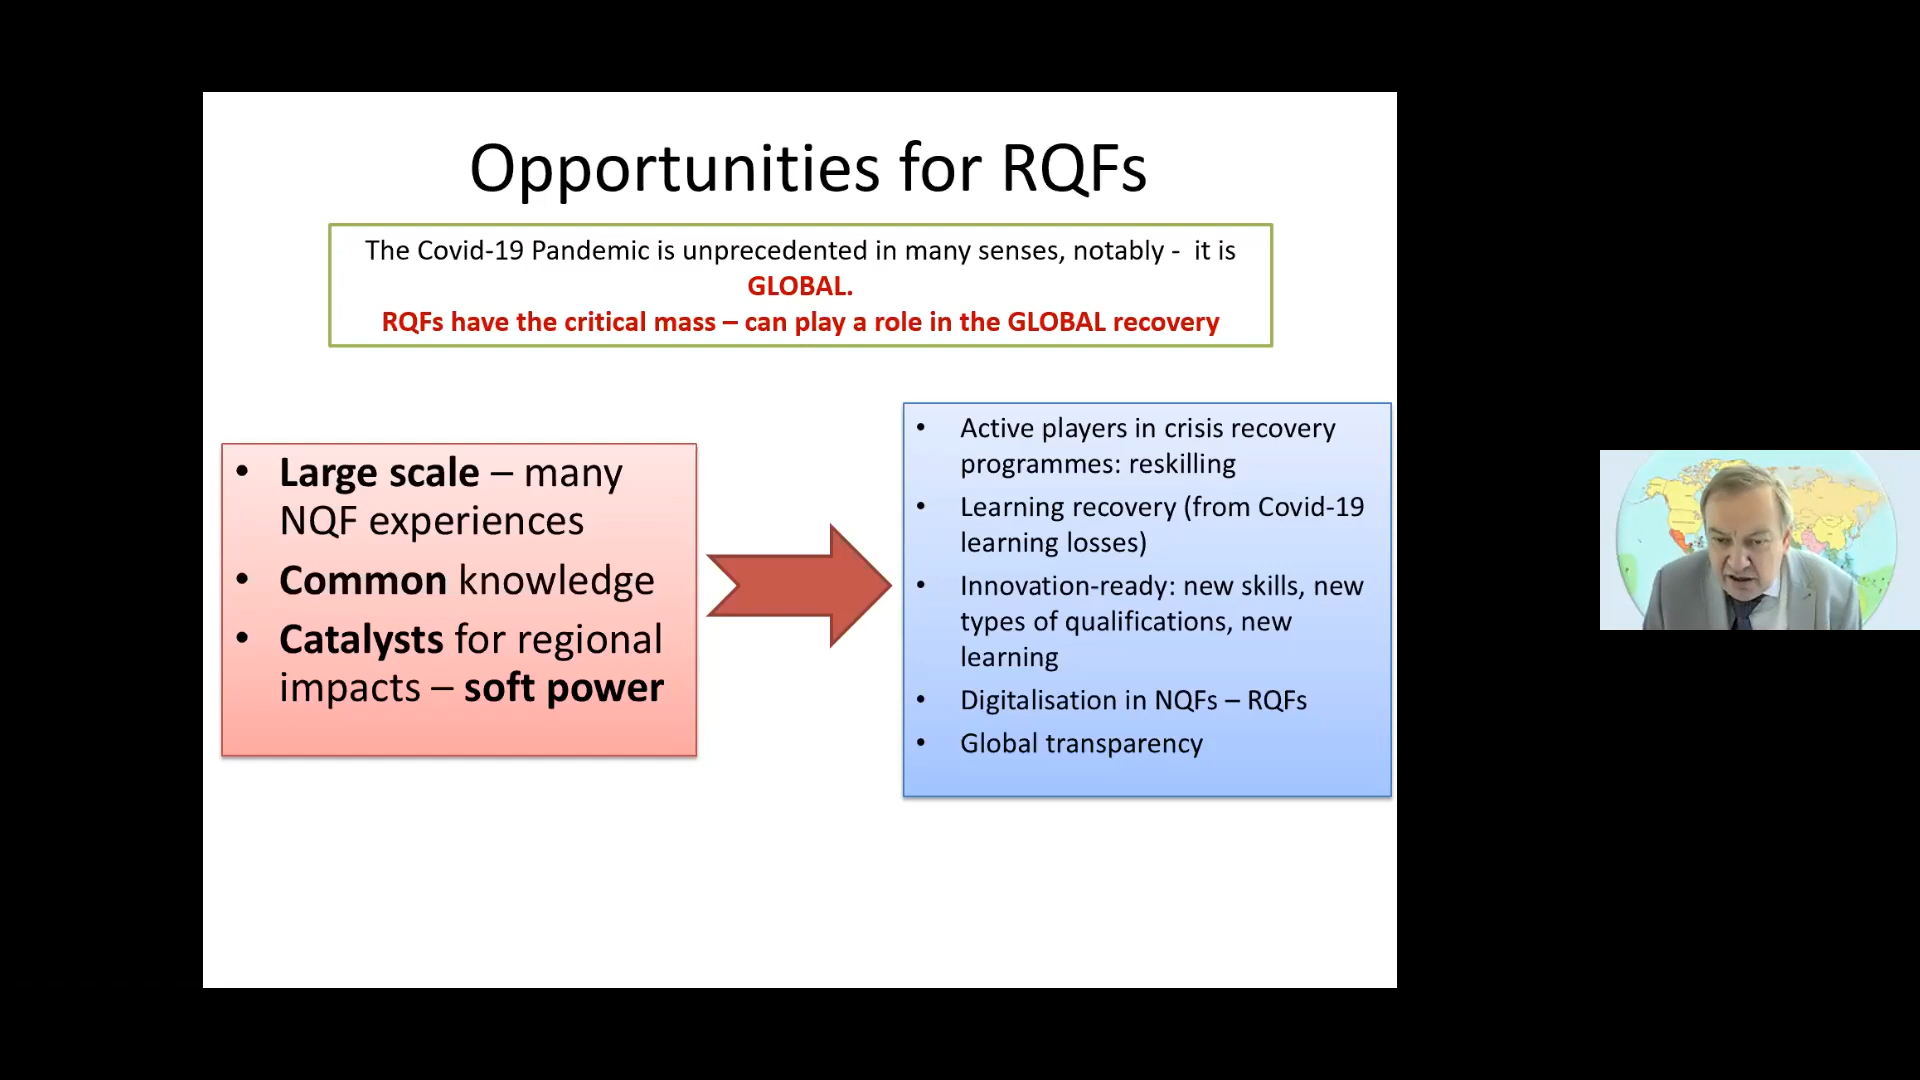 Opportunities for RQFs
The Covid-19 Pandemic is unprecedented in many senses, notably - it is
GLOBAL.
RQFs have the critical mass – can play a role in the GLOBAL recovery
• Large scale – many
NQF experiences
• Common knowledge
• Catalysts for regional
impacts – soft power
• Active players in crisis recovery
programmes: reskilling
• Learning recovery (from Covid-19
learning losses)
• Innovation-ready: new skills, new
types of qualifications, new
learning
• Digitalisation in NQFs – RQFs
• Global transparency